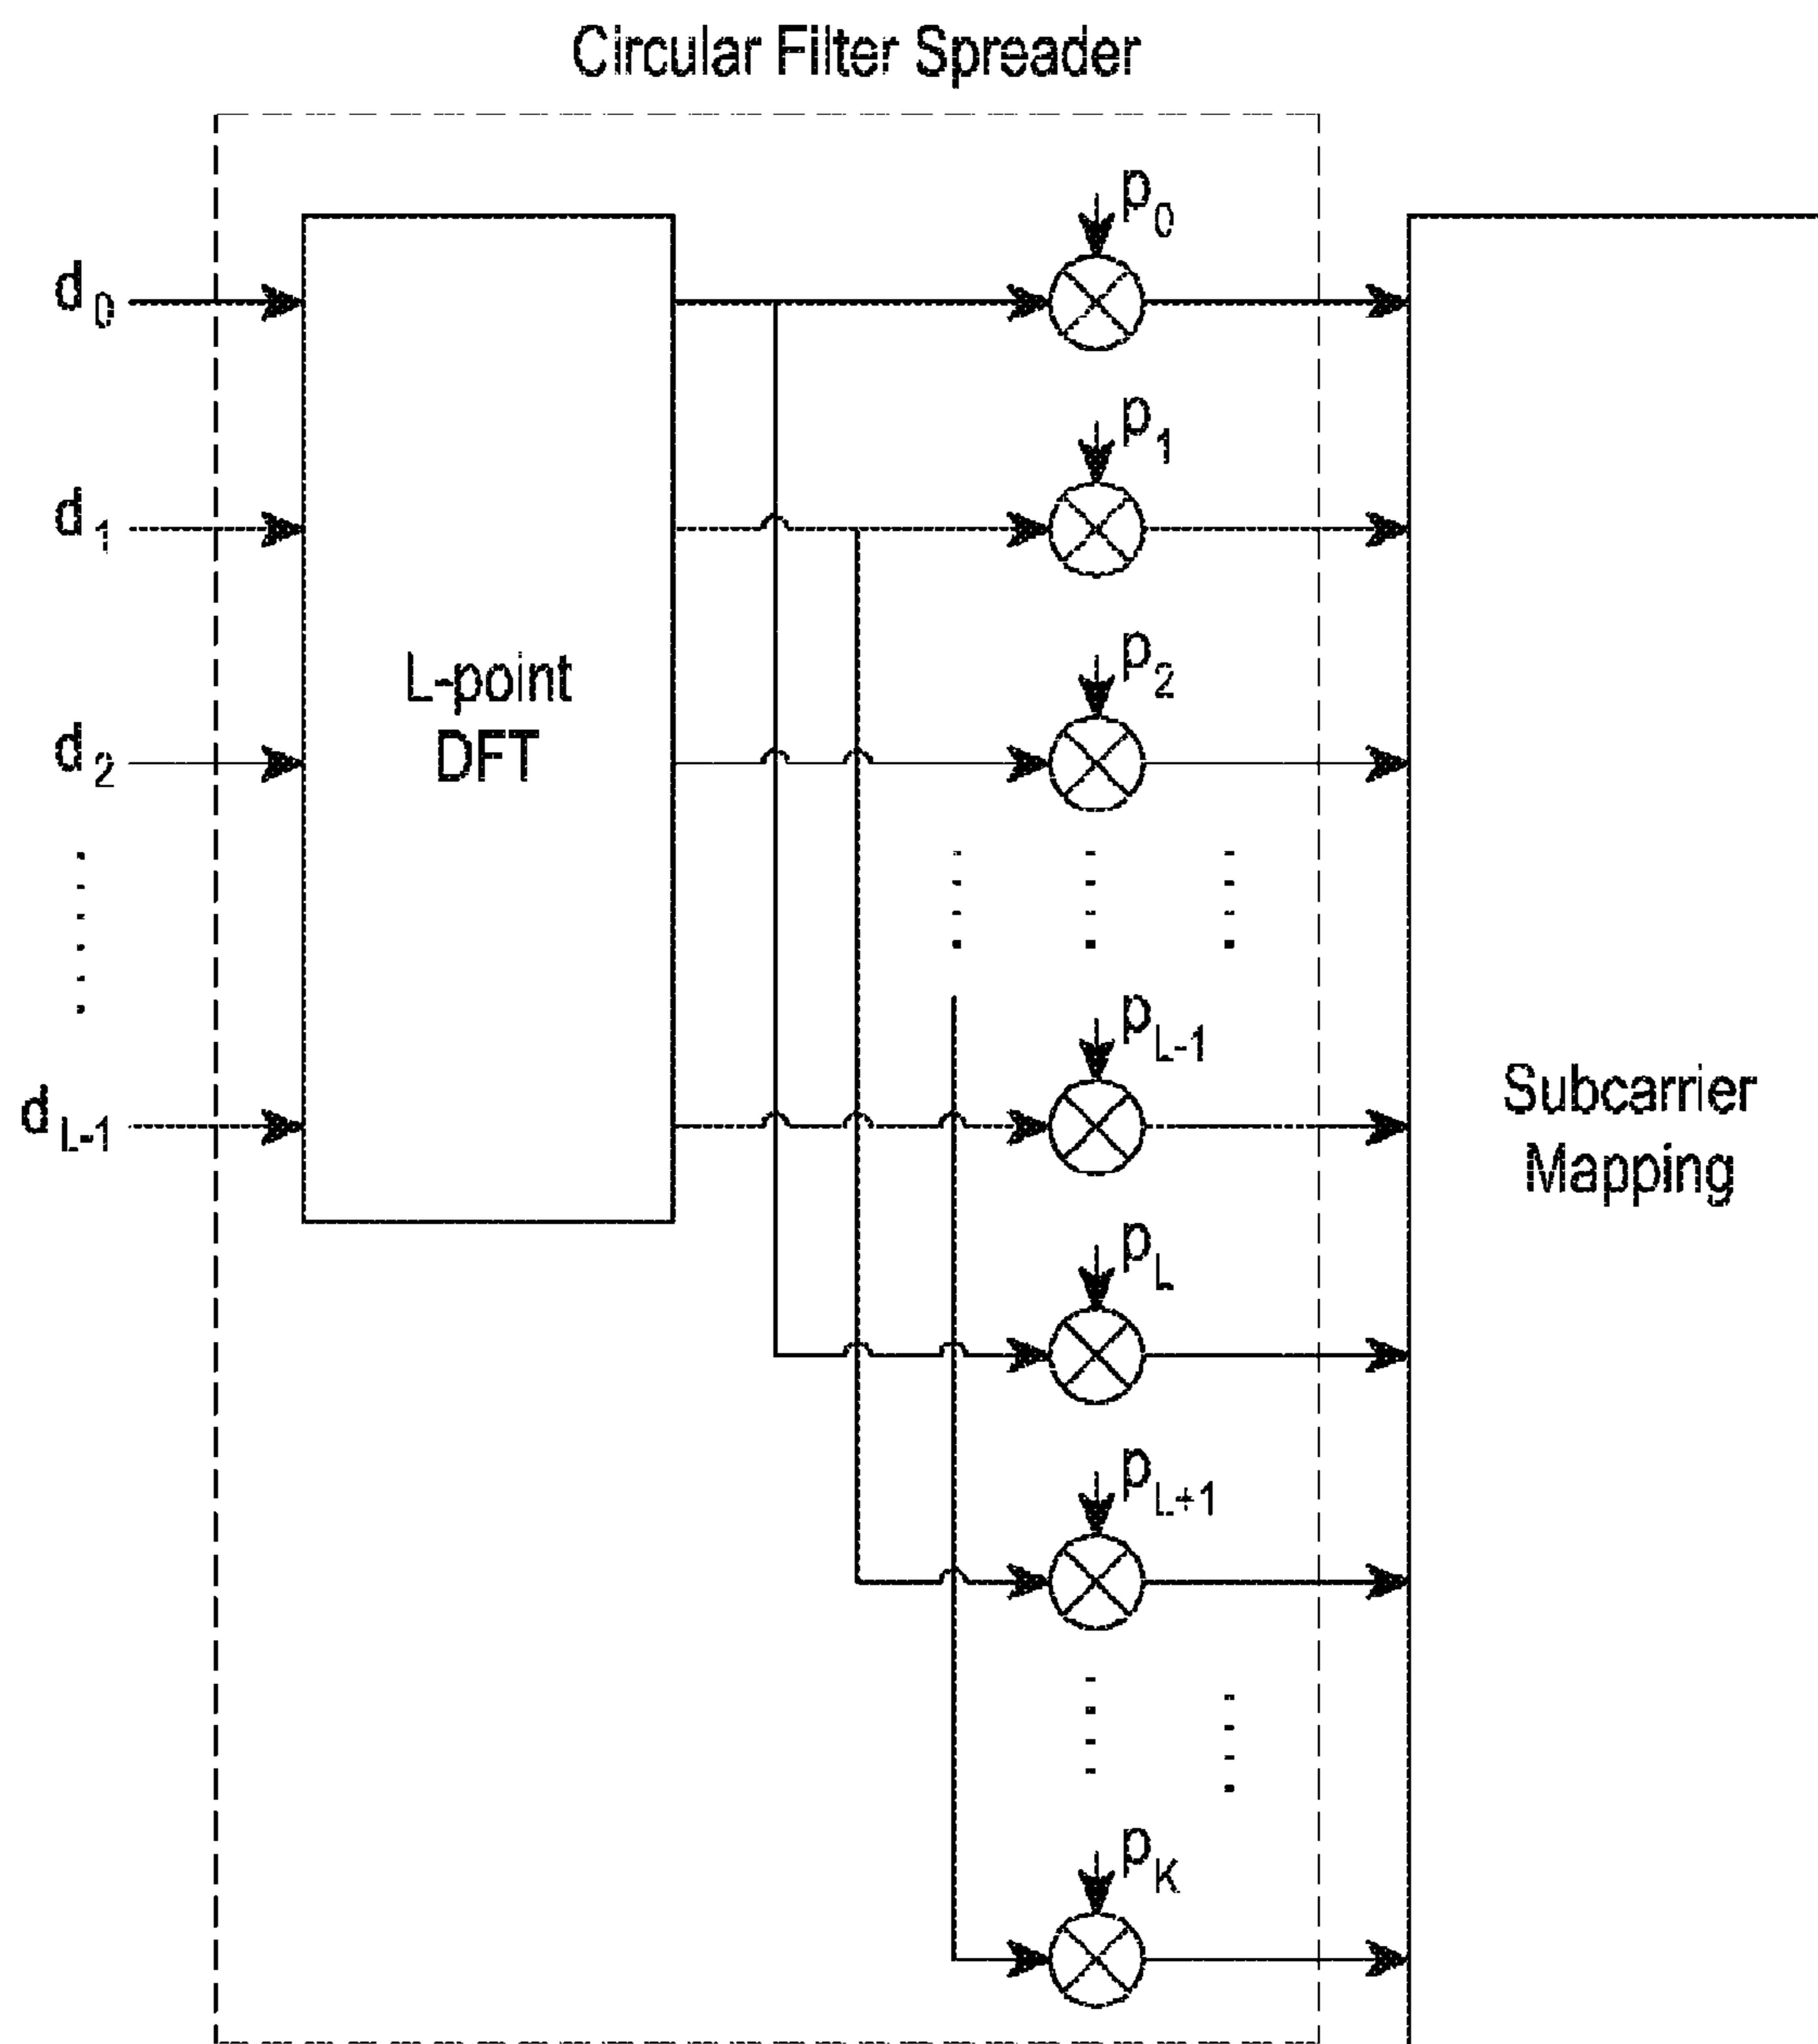 Circular Filter Spreader
p0
d0
p1
d1
p2
L-point
DFT
d2
pL-1
dL-1
Subcarrier
Mapping
pL
pL+1
pK